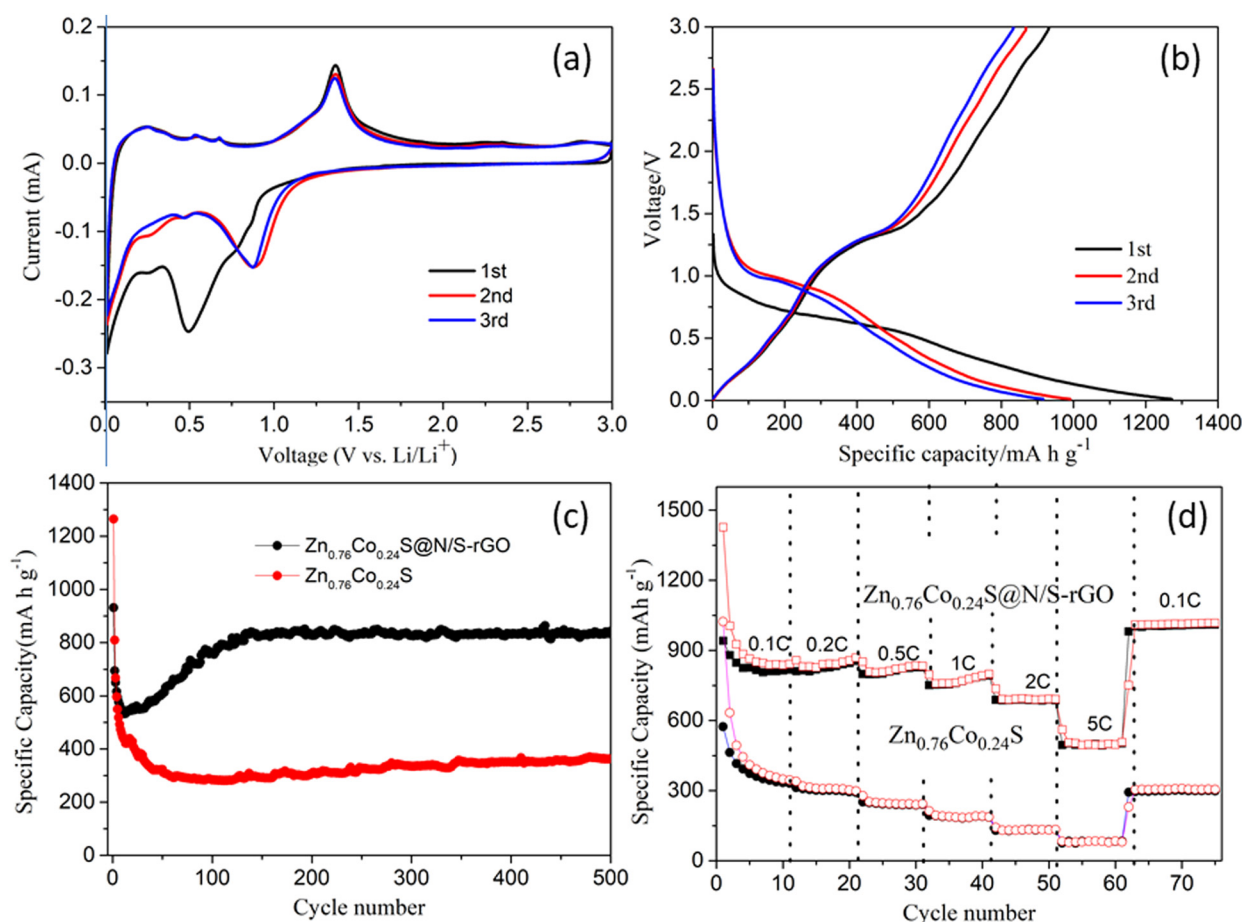 (a)
0.2
0.1
0.0
-0.1
-0.2
-0.3
Current (mA)
1st
2nd
3rd
0.0 0.5 1.0 1.5 2.0 2.5 3.0
Voltage (V vs. Li/Li⁺)
(b)
3.0
2.5
2.0
1.5
1.0
0.5
0.0
Voltage/V
1st
2nd
3rd
0 200 400 600 800 1000 1200 1400
Specific capacity/mA h g⁻¹
(c)
1400
1200
1000
800
600
400
200
0
Specific Capacity(mA h g⁻¹)
Zn₀.₇₆Co₀.₂₄S@N/S-rGO
Zn₀.₇₆Co₀.₂₄S
0 100 200 300 400 500
Cycle number
(d)
1500
1200
900
600
300
0
Specific Capacity (mAh g⁻¹)
Zn₀.₇₆Co₀.₂₄S@N/S-rGO
0.1C 0.2C 0.5C 1C 2C 5C 0.1C
Zn₀.₇₆Co₀.₂₄S
0 10 20 30 40 50 60 70
Cycle number